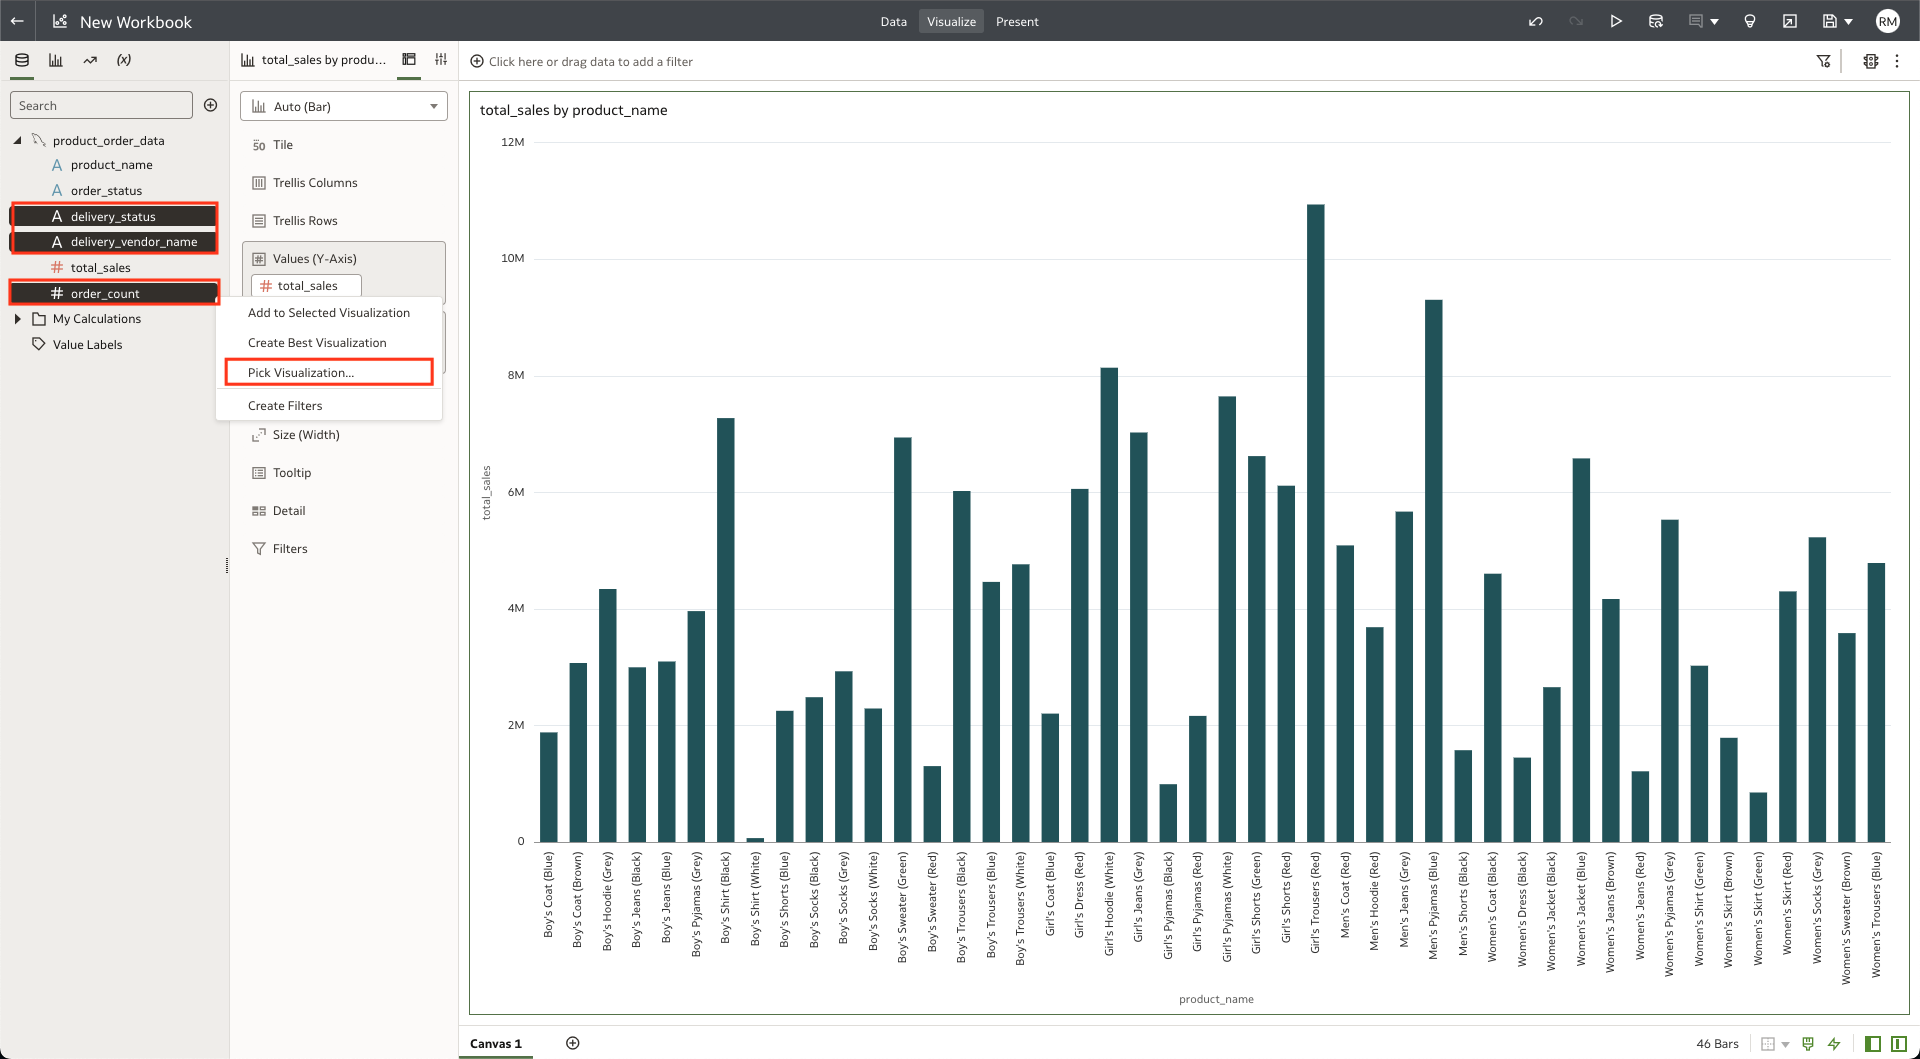 New Workbook
Data
Visualize
Present
RM
(x)
total_sales by produ...
Click here or drag data to add a filter
Search
Auto (Bar)
product_order_data
product_name
order_status
delivery_status
delivery_vendor_name
total_sales
order_count
My Calculations
Value Labels
50 Tile
Trellis Columns
Trellis Rows
Values (Y-Axis)
total_sales
Add to Selected Visualization
Create Best Visualization
Pick Visualization...
Create Filters
Size (Width)
Tooltip
Detail
Filters
total_sales by product_name
12M
10M
8M
6M
4M
2M
0
total_sales
Boy's Coat (Blue)
Boy's Coat (Brown)
Boy's Hoodie (Grey)
Boy's Jeans (Black)
Boy's Jeans (Blue)
Boy's Pyjamas (Grey)
Boy's Shirt (Black)
Boy's Shirt (White)
Boy's Shorts (Blue)
Boy's Socks (Black)
Boy's Socks (Grey)
Boy's Socks (White)
Boy's Sweater (Green)
Boy's Sweater (Red)
Boy's Trousers (Black)
Boy's Trousers (Blue)
Boy's Trousers (White)
Girl's Coat (Blue)
Girl's Dress (Red)
Girl's Hoodie (White)
Girl's Jeans (Grey)
Girl's Pyjamas (Black)
Girl's Pyjamas (Red)
Girl's Pyjamas (White)
Girl's Shorts (Green)
Girl's Shorts (Red)
Girl's Trousers (Red)
Men's Coat (Red)
Men's Hoodie (Red)
Men's Jeans (Grey)
Men's Pyjamas (Blue)
Men's Shorts (Black)
Women's Coat (Black)
Women's Dress (Black)
Women's Jacket (Black)
Women's Jacket (Blue)
Women's Jeans (Brown)
Women's Jeans (Red)
Women's Pyjamas (Grey)
Women's Shirt (Green)
Women's Skirt (Brown)
Women's Skirt (Green)
Women's Skirt (Red)
Women's Socks (Grey)
Women's Sweater (Brown)
Women's Trousers (Blue)
product_name
Canvas 1
46 Bars